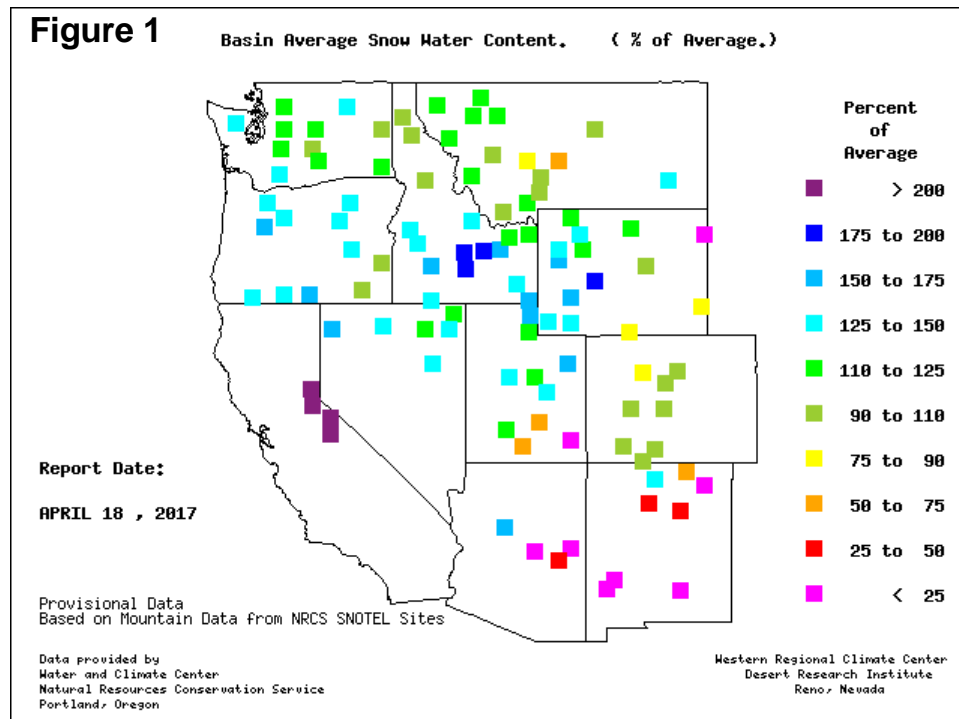 Figure 1
Basin Average Snow Water Content. ( % of Average.)
Percent
of
Average
> 200
175 to 200
150 to 175
125 to 150
110 to 125
90 to 110
75 to 90
50 to 75
25 to 50
< 25
Report Date:
APRIL 18 , 2017
Provisional Data
Based on Mountain Data from NRCS SNOTEL Sites
Data provided by
Water and Climate Center
Natural Resources Conservation Service
Portland, Oregon
Western Regional Climate Center
Desert Research Institute
Reno, Nevada